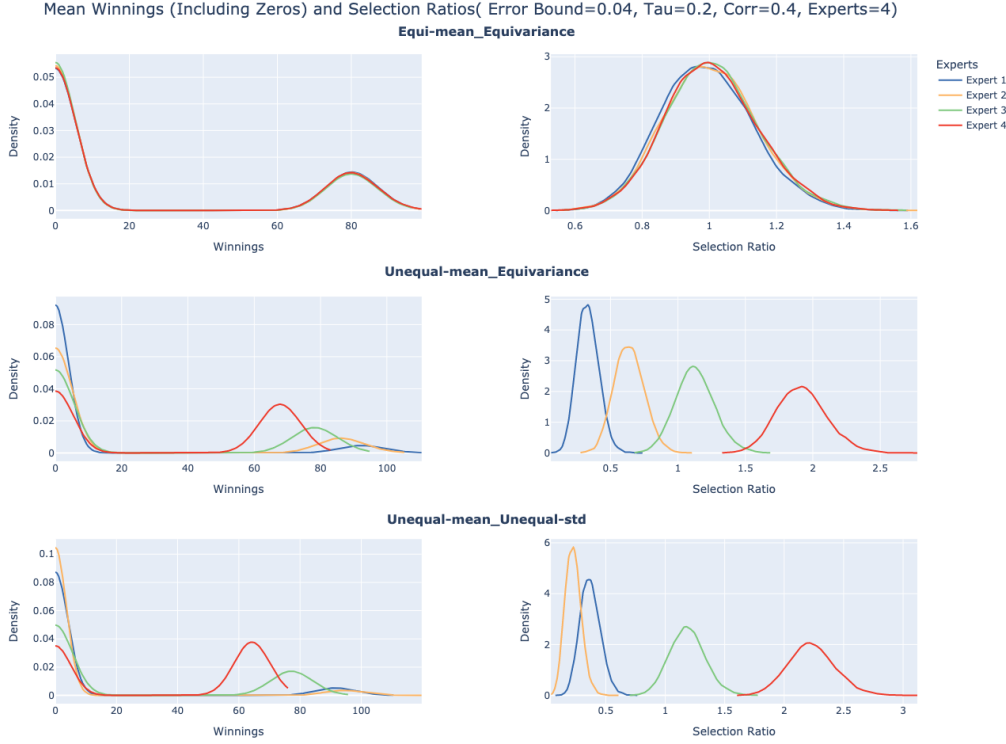 Mean Winnings (Including Zeros) and Selection Ratios( Error Bound=0.04, Tau=0.2, Corr=0.4, Experts=4)
Equi-mean_Equivariance
0.05
0.04
0.03
0.02
0.01
0
Density
0 20 40 60 80
Winnings
3
2
1
0
Density
0.6 0.8 1 1.2 1.4 1.6
Selection Ratio
Experts
Expert 1
Expert 2
Expert 3
Expert 4
Unequal-mean_Equivariance
0.08
0.06
0.04
0.02
0
Density
0 20 40 60 80 100
Winnings
5
4
3
2
1
0
Density
0.5 1 1.5 2 2.5
Selection Ratio
Unequal-mean_Unequal-std
0.1
0.08
0.06
0.04
0.02
0
Density
0 20 40 60 80 100
Winnings
6
4
2
0
Density
0.5 1 1.5 2 2.5 3
Selection Ratio